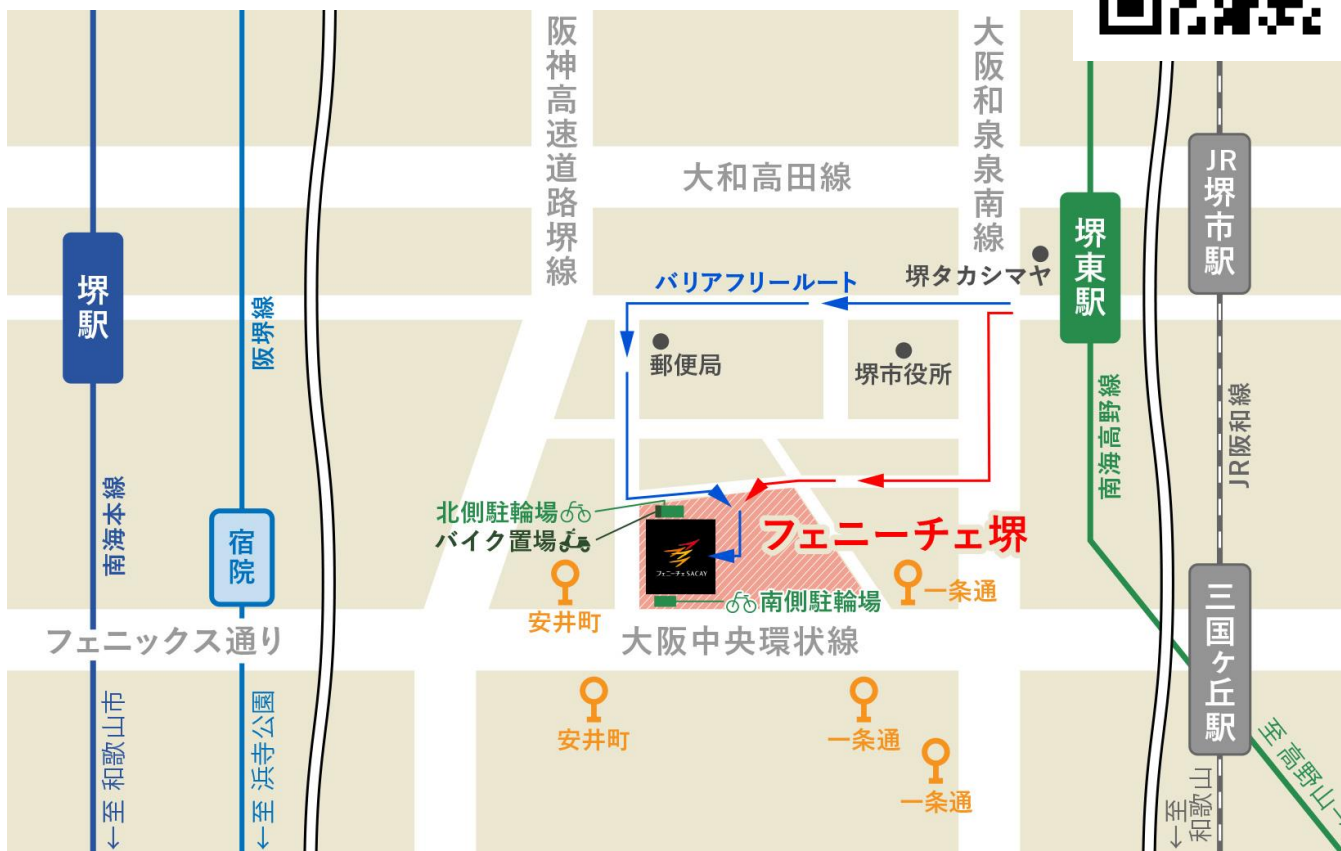 阪神高速道路堺線
大阪和泉泉南線
大和高田線
JR堺市駅
堺東駅
堺駅
阪堺線
バリアフリールート
堺タカシマヤ
郵便局
堺市役所
南海高野線
JR阪和線
南海本線
北側駐輪場
バイク置場
フェニーチェ堺
フェニーチェ SACAY
宿院
安井町
一条通
南側駐輪場
フェニックス通り
大阪中央環状線
三国ヶ丘駅
←至 和歌山市
←至 浜寺公園
安井町
一条通
一条通
←至 和歌山
至 高野山→